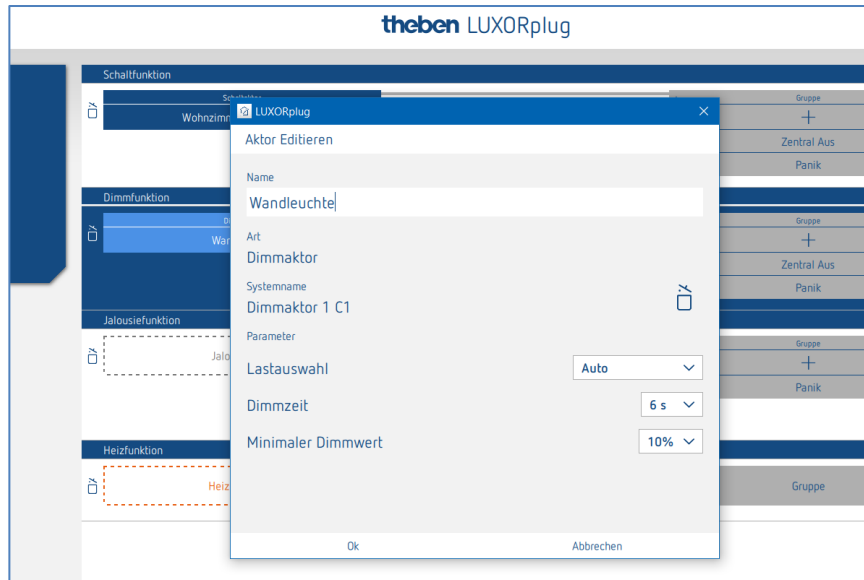 theben LUXORplug
Schaltfunktion
Gruppe
Zentral Aus
Panik
LUXORplug
Aktor Editieren
Name
Wandleuchte
Art
Dimmaktor
Systemname
Dimmaktor 1 C1
Parameter
Lastauswahl Auto
Dimmzeit 6 s
Minimaler Dimmwert 10%
Ok Abbrechen
Dimmfunktion
Gruppe
Zentral Aus
Panik
Jalousiefunktion
Jalo
Gruppe
Panik
Heizfunktion
Heiz
Gruppe